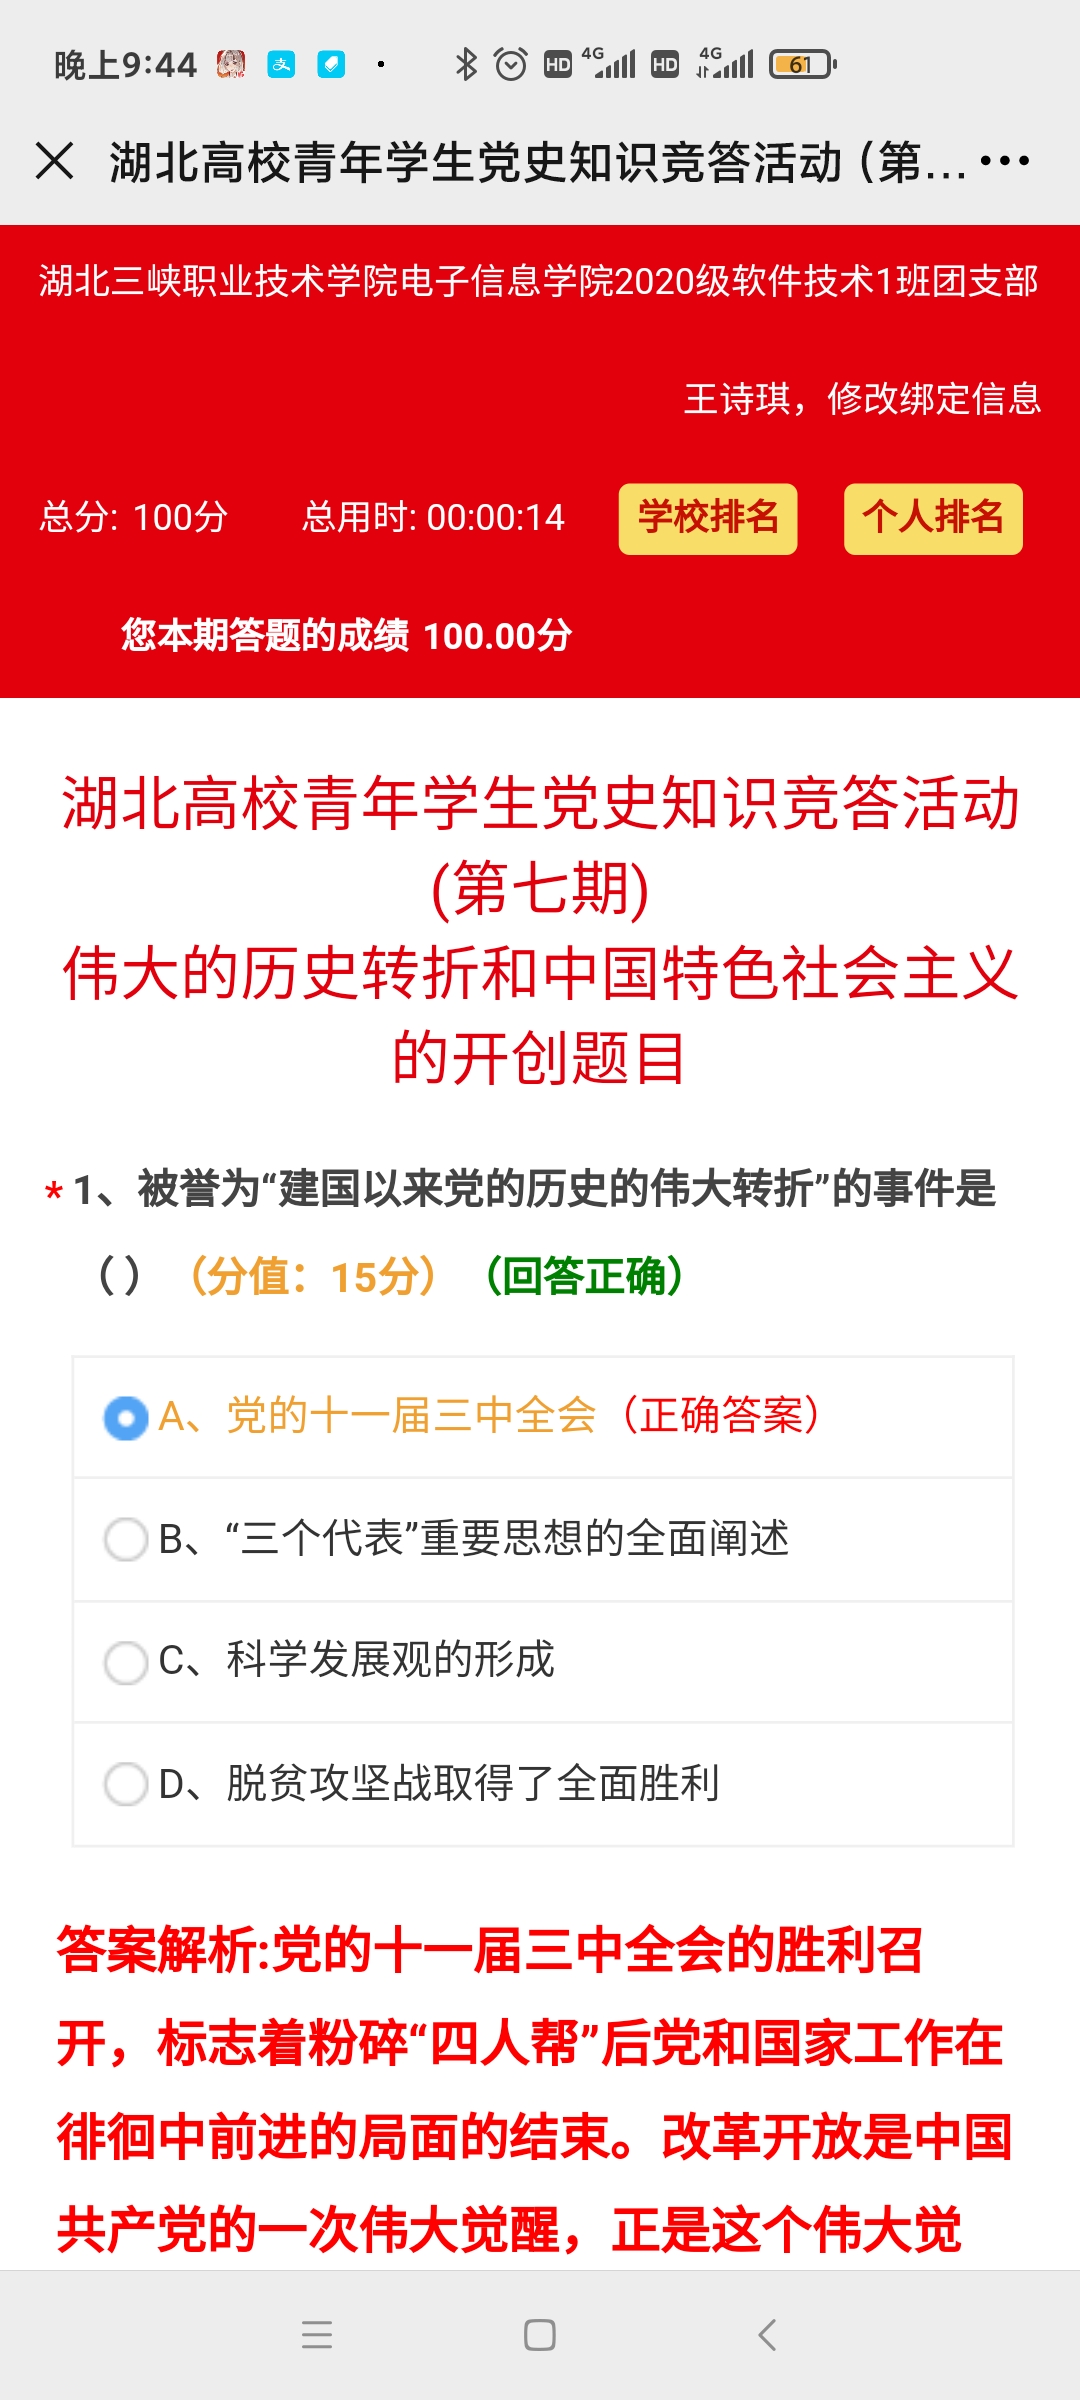 晚上9:44 支 HD 4G HD 4G 61
湖北高校青年学生党史知识竞答活动 (第...
湖北三峡职业技术学院电子信息学院2020级软件技术1班团支部
王诗琪，修改绑定信息
总分: 100分 总用时: 00:00:14 学校排名 个人排名
您本期答题的成绩 100.00分
湖北高校青年学生党史知识竞答活动
(第七期)
伟大的历史转折和中国特色社会主义
的开创题目
* 1、被誉为“建国以来党的历史的伟大转折”的事件是
（）（分值：15分）（回答正确）
A、党的十一届三中全会（正确答案）
B、“三个代表”重要思想的全面阐述
C、科学发展观的形成
D、脱贫攻坚战取得了全面胜利
答案解析:党的十一届三中全会的胜利召
开，标志着粉碎“四人帮”后党和国家工作在
徘徊中前进的局面的结束。改革开放是中国
共产党的一次伟大觉醒，正是这个伟大觉